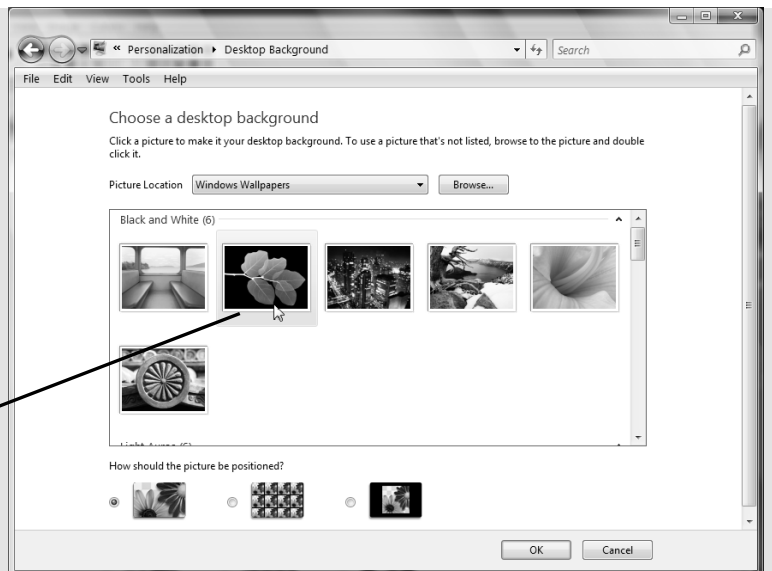 « Personalization ▸ Desktop Background
Search
File Edit View Tools Help
Choose a desktop background
Click a picture to make it your desktop background. To use a picture that's not listed, browse to the picture and double
click it.
Picture Location Windows Wallpapers Browse...
Black and White (6)
How should the picture be positioned?
OK Cancel